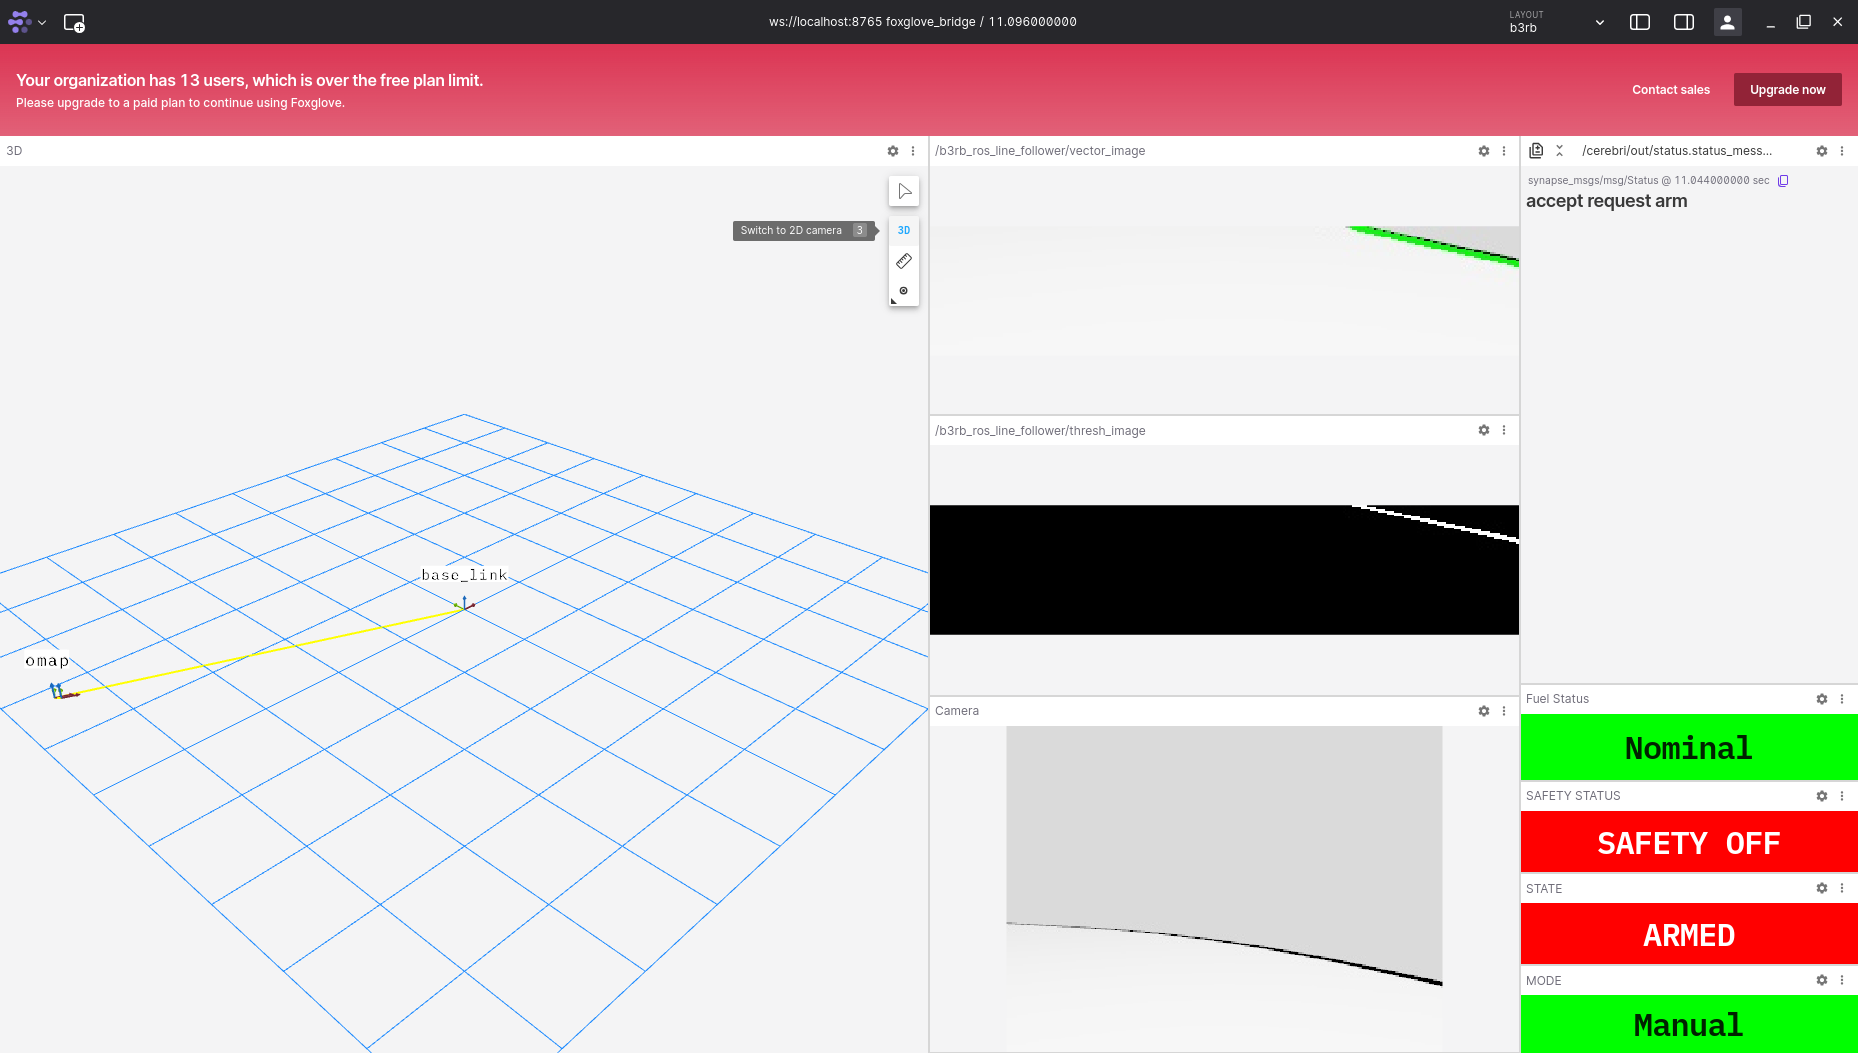 ws://localhost:8765 foxglove_bridge / 11.096000000
LAYOUT
b3rb
Your organization has 13 users, which is over the free plan limit.
Please upgrade to a paid plan to continue using Foxglove.
Contact sales
Upgrade now
3D
Switch to 2D camera 3
3D
base_link
omap
/b3rb_ros_line_follower/vector_image
/b3rb_ros_line_follower/thresh_image
Camera
/cerebri/out/status.status_mess...
synapse_msgs/msg/Status @ 11.044000000 sec
accept request arm
Fuel Status
Nominal
SAFETY STATUS
SAFETY OFF
STATE
ARMED
MODE
Manual